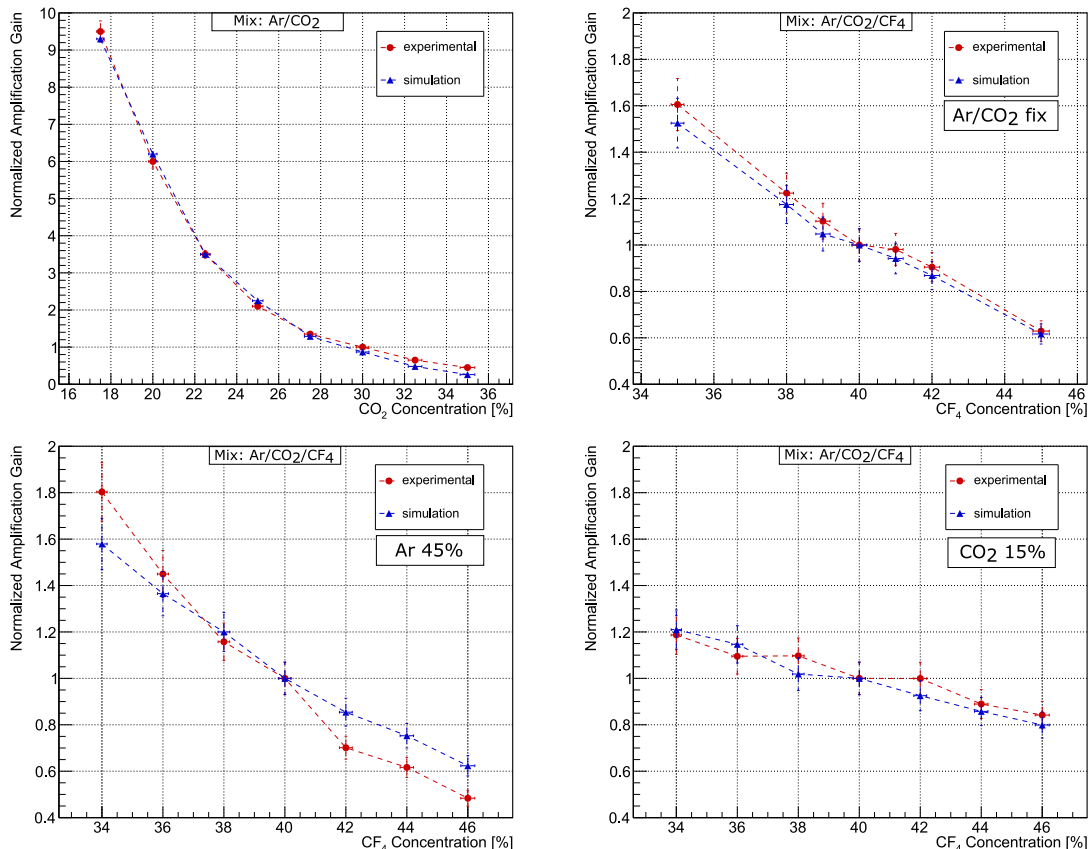 Mix: Ar/CO2
experimental
simulation
Normalized Amplification Gain
10
9
8
7
6
5
4
3
2
1
0
16 18 20 22 24 26 28 30 32 34 36
CO2 Concentration [%]
Mix: Ar/CO2/CF4
experimental
simulation
Ar/CO2 fix
Normalized Amplification Gain
2
1.8
1.6
1.4
1.2
1
0.8
0.6
0.4
34 36 38 40 42 44 46
CF4 Concentration [%]
Mix: Ar/CO2/CF4
experimental
simulation
Ar 45%
Normalized Amplification Gain
2
1.8
1.6
1.4
1.2
1
0.8
0.6
0.4
34 36 38 40 42 44 46
CF4 Concentration [%]
Mix: Ar/CO2/CF4
experimental
simulation
CO2 15%
Normalized Amplification Gain
2
1.8
1.6
1.4
1.2
1
0.8
0.6
0.4
34 36 38 40 42 44 46
CF4 Concentration [%]